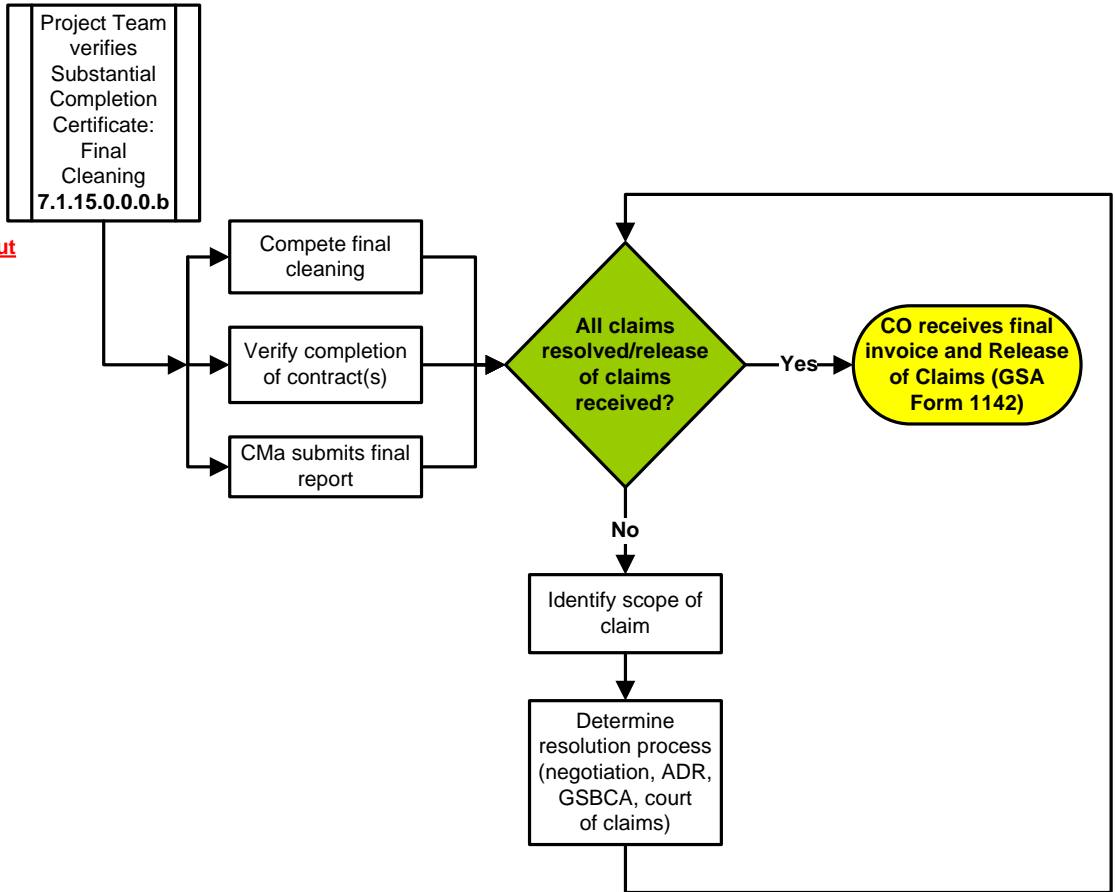 Project Team
verifies
Substantial
Completion
Certificate:
Final
Cleaning
7.1.15.0.0.0.b
ut
Compete final
cleaning
Verify completion
of contract(s)
CMa submits final
report
All claims
resolved/release
of claims
received?
Yes
CO receives final
invoice and Release
of Claims (GSA
Form 1142)
No
Identify scope of
claim
Determine
resolution process
(negotiation, ADR,
GSBCA, court
of claims)